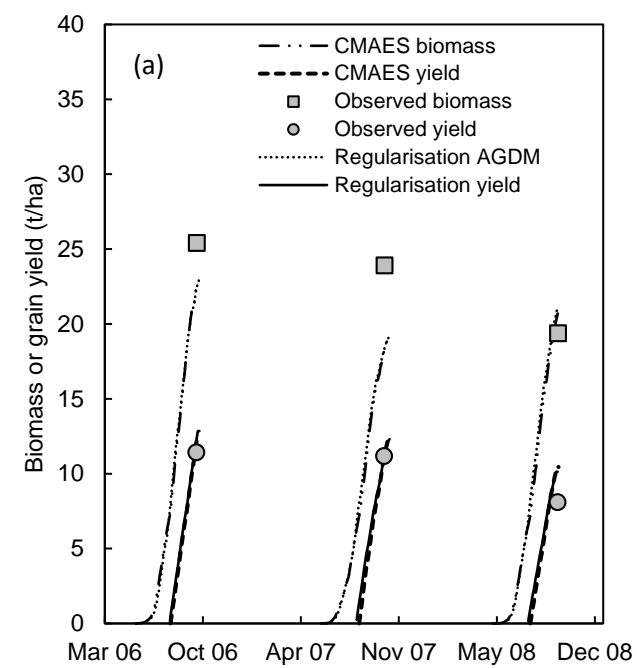 40
35
30
25
20
15
10
5
0
Biomass or grain yield (t/ha)
(a)
CMAES biomass
CMAES yield
Observed biomass
Observed yield
Regularisation AGDM
Regularisation yield
Mar 06 Oct 06 Apr 07 Nov 07 May 08 Dec 08